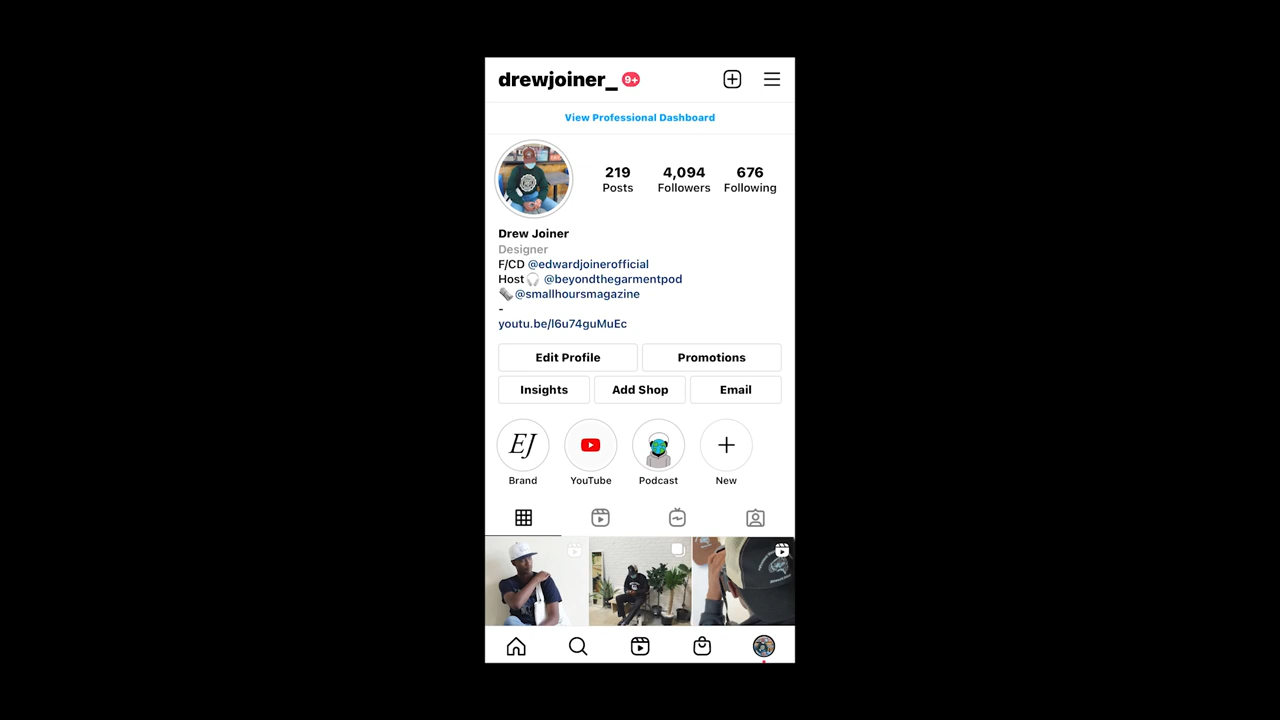 drewjoiner_ 9+
View Professional Dashboard
219 4,094 676
Posts Followers Following
Drew Joiner
Designer
F/CD @edwardjoinerofficial
Host🎧 @beyondthegarmentpod
🗞️@smallhoursmagazine
-
youtu.be/l6u74guMuEc
Edit Profile Promotions
Insights Add Shop Email
EJ
Brand YouTube Podcast New